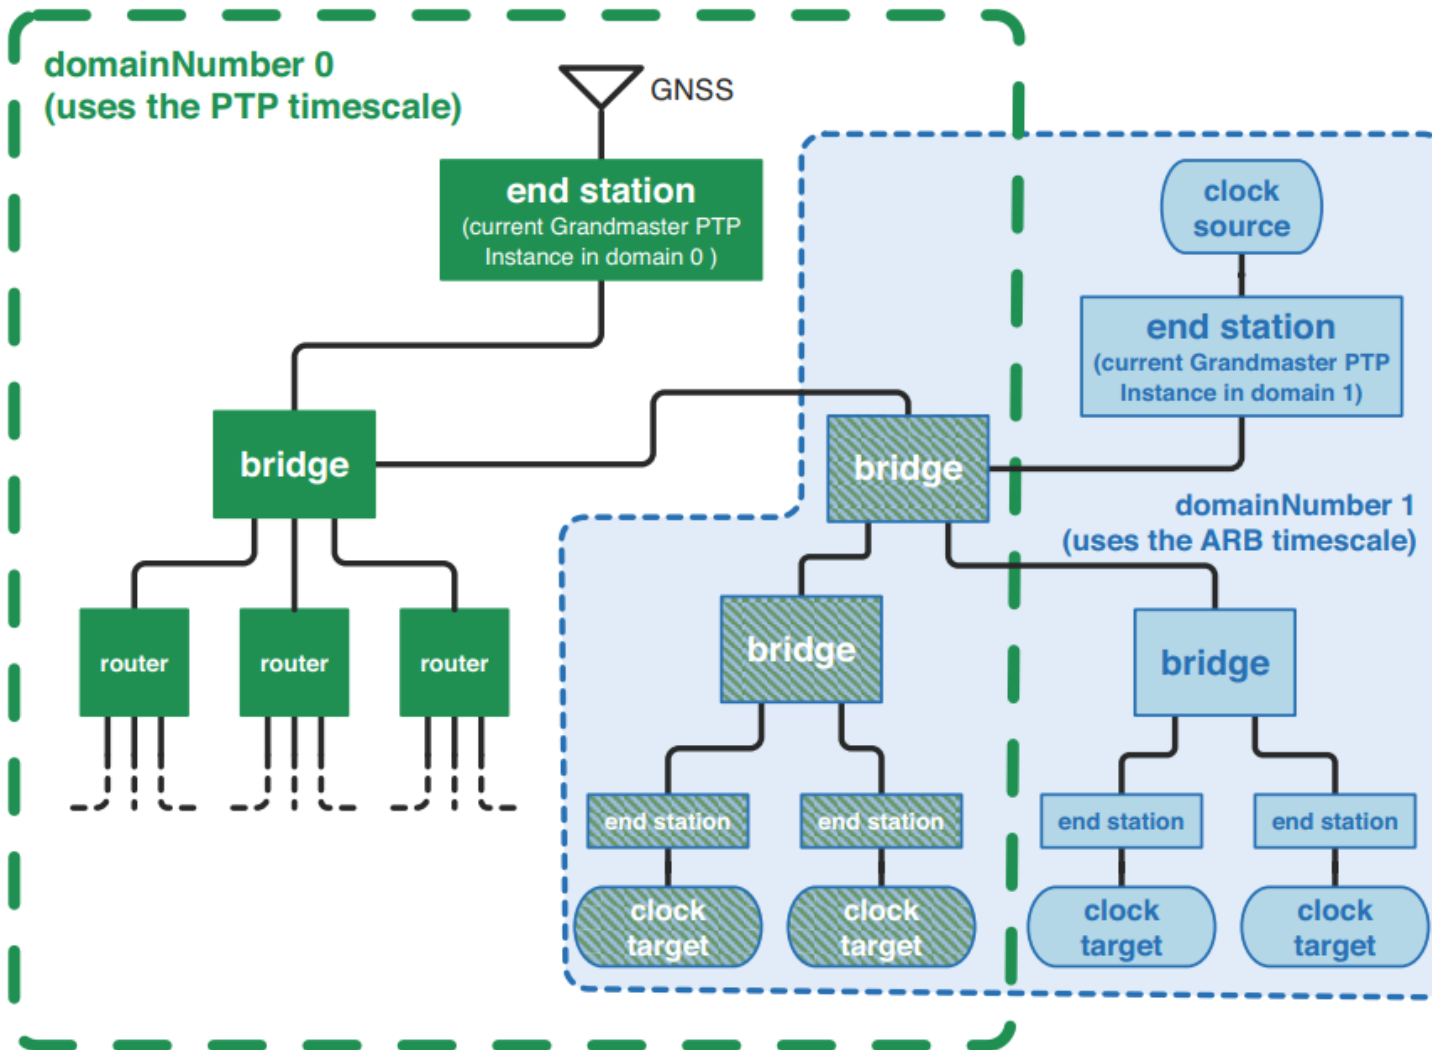 domainNumber 0
(uses the PTP timescale)
GNSS
end station
(current Grandmaster PTP
Instance in domain 0 )
clock
source
end station
(current Grandmaster PTP
Instance in domain 1)
bridge
bridge
domainNumber 1
(uses the ARB timescale)
router
router
router
bridge
bridge
end station
end station
end station
end station
clock
target
clock
target
clock
target
clock
target